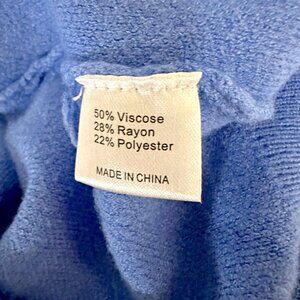 50% Viscose
28% Rayon
22% Polyester
MADE IN CHINA